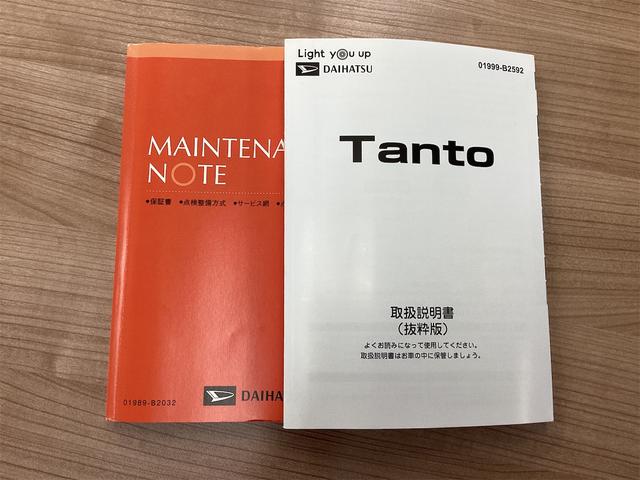 MAINTENA
NOTE
•保証書 •点検整備方式 •サービス網
01989-B2032
DAIHA
Light you up
DAIHATSU
01999-B2592
Tanto
取扱説明書
(抜粋版)
よくお読みになって使用してください。
取扱説明書はお車の中に保管しましょう。